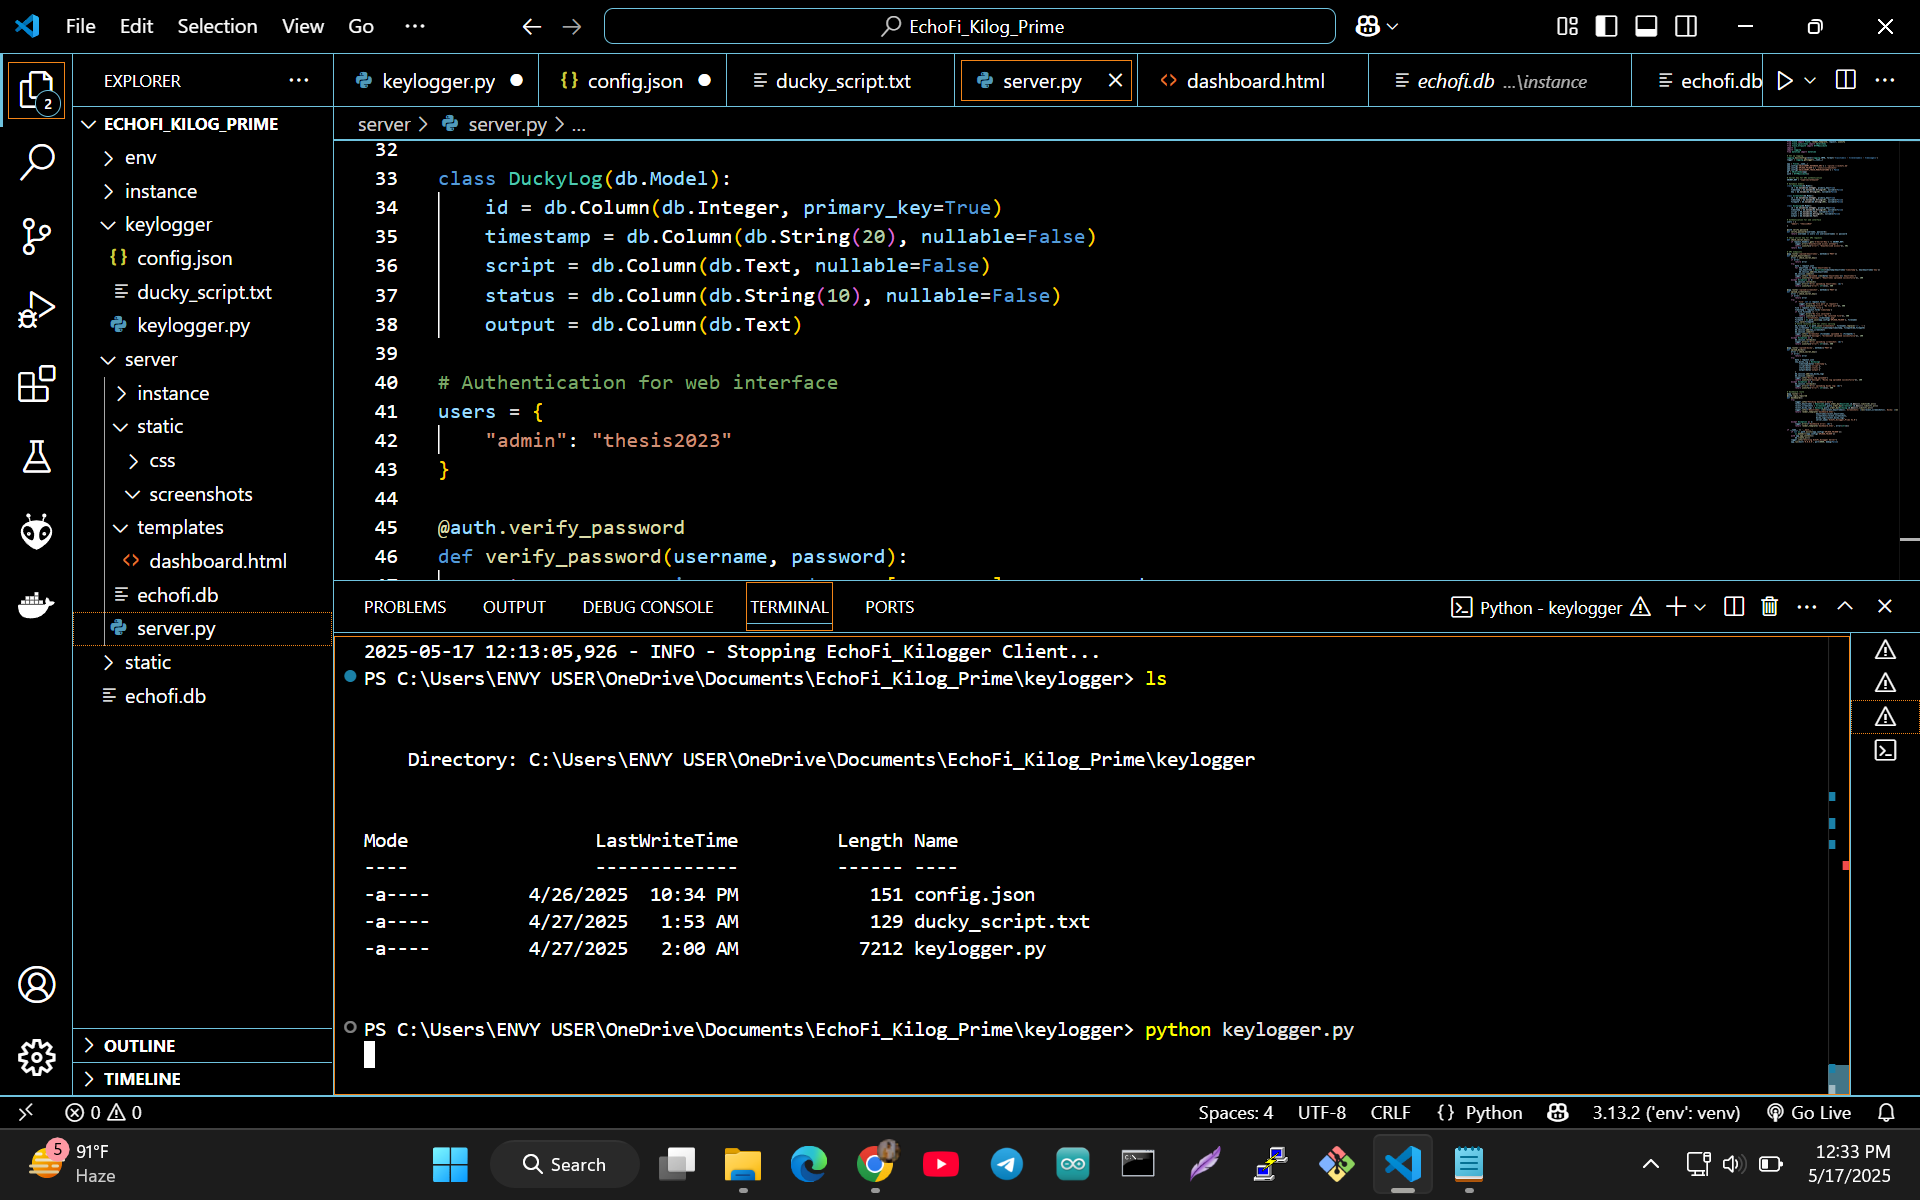 File Edit Selection View Go ···
EchoFi_Kilog_Prime
2
EXPLORER
ECHOFI_KILOG_PRIME
env
instance
keylogger
{} config.json
ducky_script.txt
keylogger.py
server
instance
static
css
screenshots
templates
<> dashboard.html
echofi.db
server.py
static
echofi.db
OUTLINE
TIMELINE
keylogger.py
{} config.json
ducky_script.txt
server.py
<> dashboard.html
echofi.db ...\instance
echofi.db
server > server.py > ...
32
33 class DuckyLog(db.Model):
34 id = db.Column(db.Integer, primary_key=True)
35 timestamp = db.Column(db.String(20), nullable=False)
36 script = db.Column(db.Text, nullable=False)
37 status = db.Column(db.String(10), nullable=False)
38 output = db.Column(db.Text)
39
40 # Authentication for web interface
41 users = {
42 "admin": "thesis2023"
43 }
44
45 @auth.verify_password
46 def verify_password(username, password):
PROBLEMS OUTPUT DEBUG CONSOLE TERMINAL PORTS
Python - keylogger
2025-05-17 12:13:05,926 - INFO - Stopping EchoFi_Kilogger Client...
PS C:\Users\ENVY USER\OneDrive\Documents\EchoFi_Kilog_Prime\keylogger> ls
Directory: C:\Users\ENVY USER\OneDrive\Documents\EchoFi_Kilog_Prime\keylogger
Mode LastWriteTime Length Name
---- ------------- ------ ----
-a---- 4/26/2025 10:34 PM 151 config.json
-a---- 4/27/2025 1:53 AM 129 ducky_script.txt
-a---- 4/27/2025 2:00 AM 7212 keylogger.py
PS C:\Users\ENVY USER\OneDrive\Documents\EchoFi_Kilog_Prime\keylogger> python keylogger.py
0 0
Spaces: 4 UTF-8 CRLF {} Python 3.13.2 ('env': venv) Go Live
5
91°F
Haze
Search
12:33 PM
5/17/2025